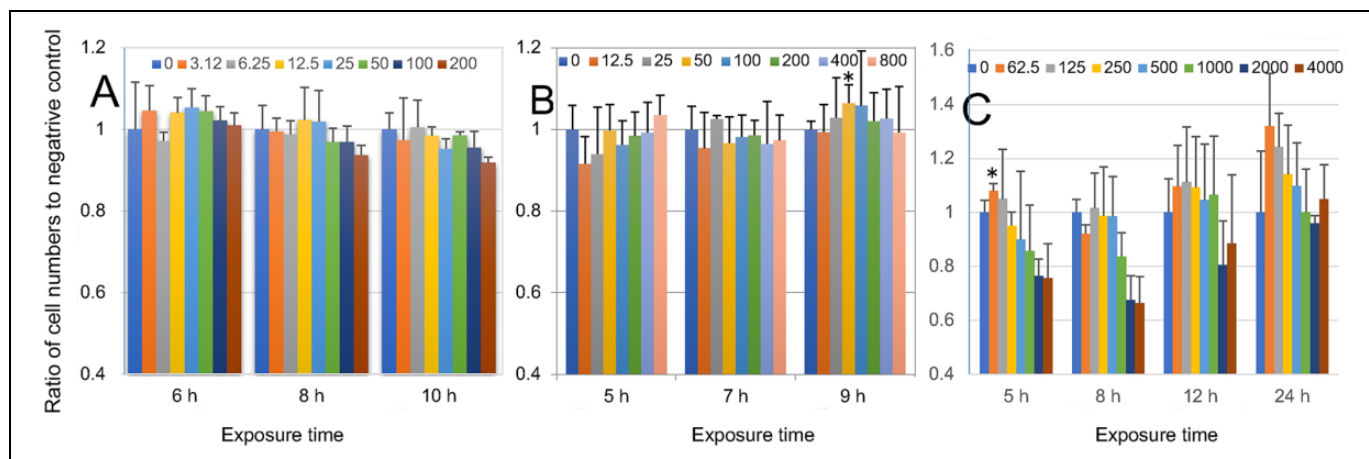 Ratio of cell numbers to negative control
A
1.2
1
0.8
0.6
0.4
0 3.12 6.25 12.5 25 50 100 200
6 h 8 h 10 h
Exposure time
B
1.2
1
0.8
0.6
0.4
0 12.5 25 50 100 200 400 800
*
5 h 7 h 9 h
Exposure time
C
1.6
1.4
1.2
1
0.8
0.6
0.4
0 62.5 125 250 500 1000 2000 4000
*
5 h 8 h 12 h 24 h
Exposure time